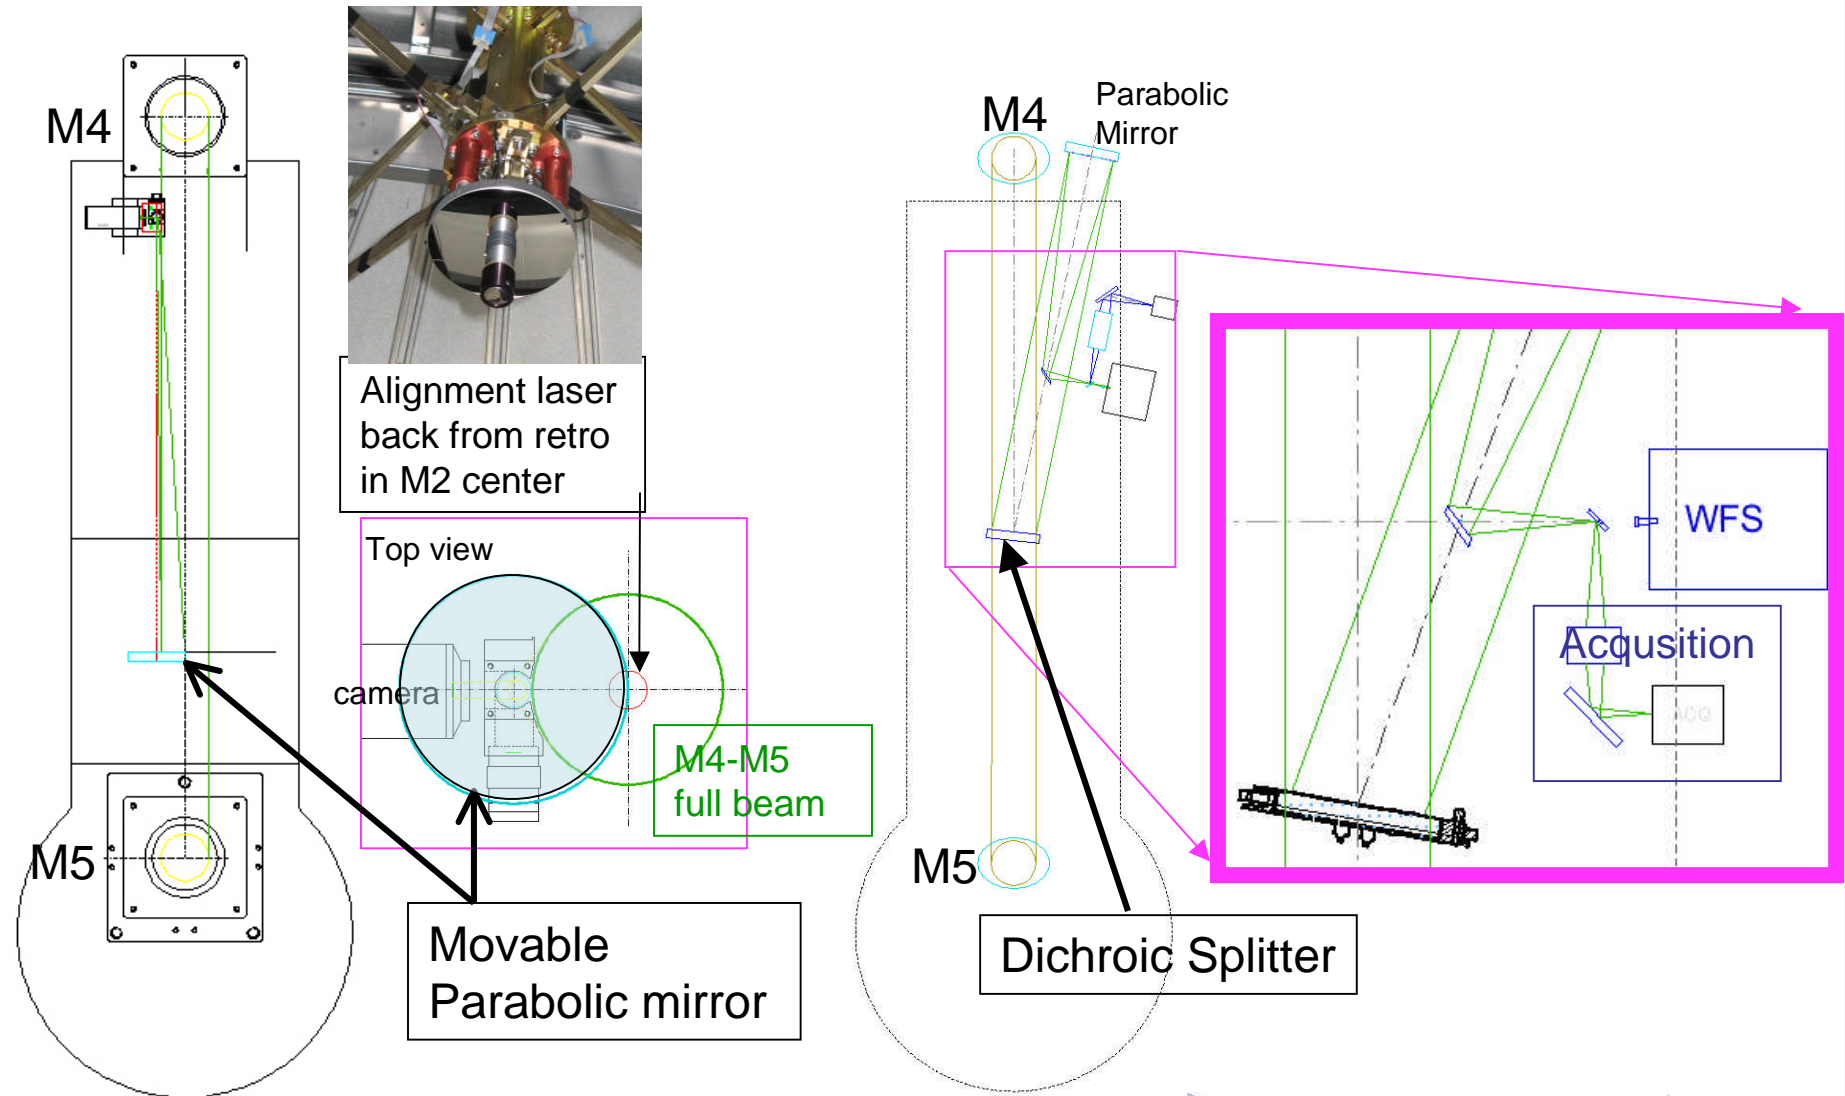 M4
Alignment laser
back from retro
in M2 center
Top view
camera
M4-M5
full beam
M5
Movable
Parabolic mirror
M4
Parabolic
Mirror
M5
Dichroic Splitter
WFS
Acqusition
ACQ